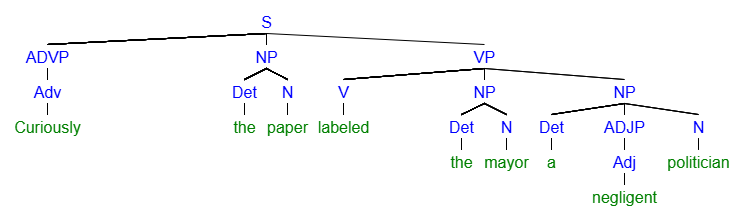 S
ADVP NP VP
Adv Det N V NP NP
Curiously the paper labeled Det N Det ADJP N
the mayor a Adj politician
negligent